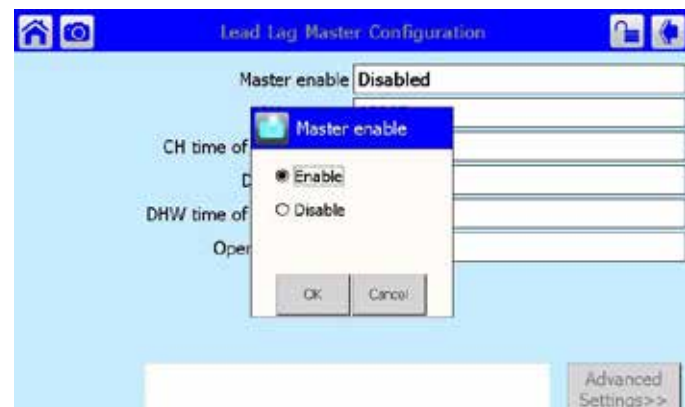 Lead Lag Master Configuration
Master enable Disabled
Master enable
CH time of
Enable
D
DHW time of
Disable
Oper
OK
Cancel
Advanced
Settings>>